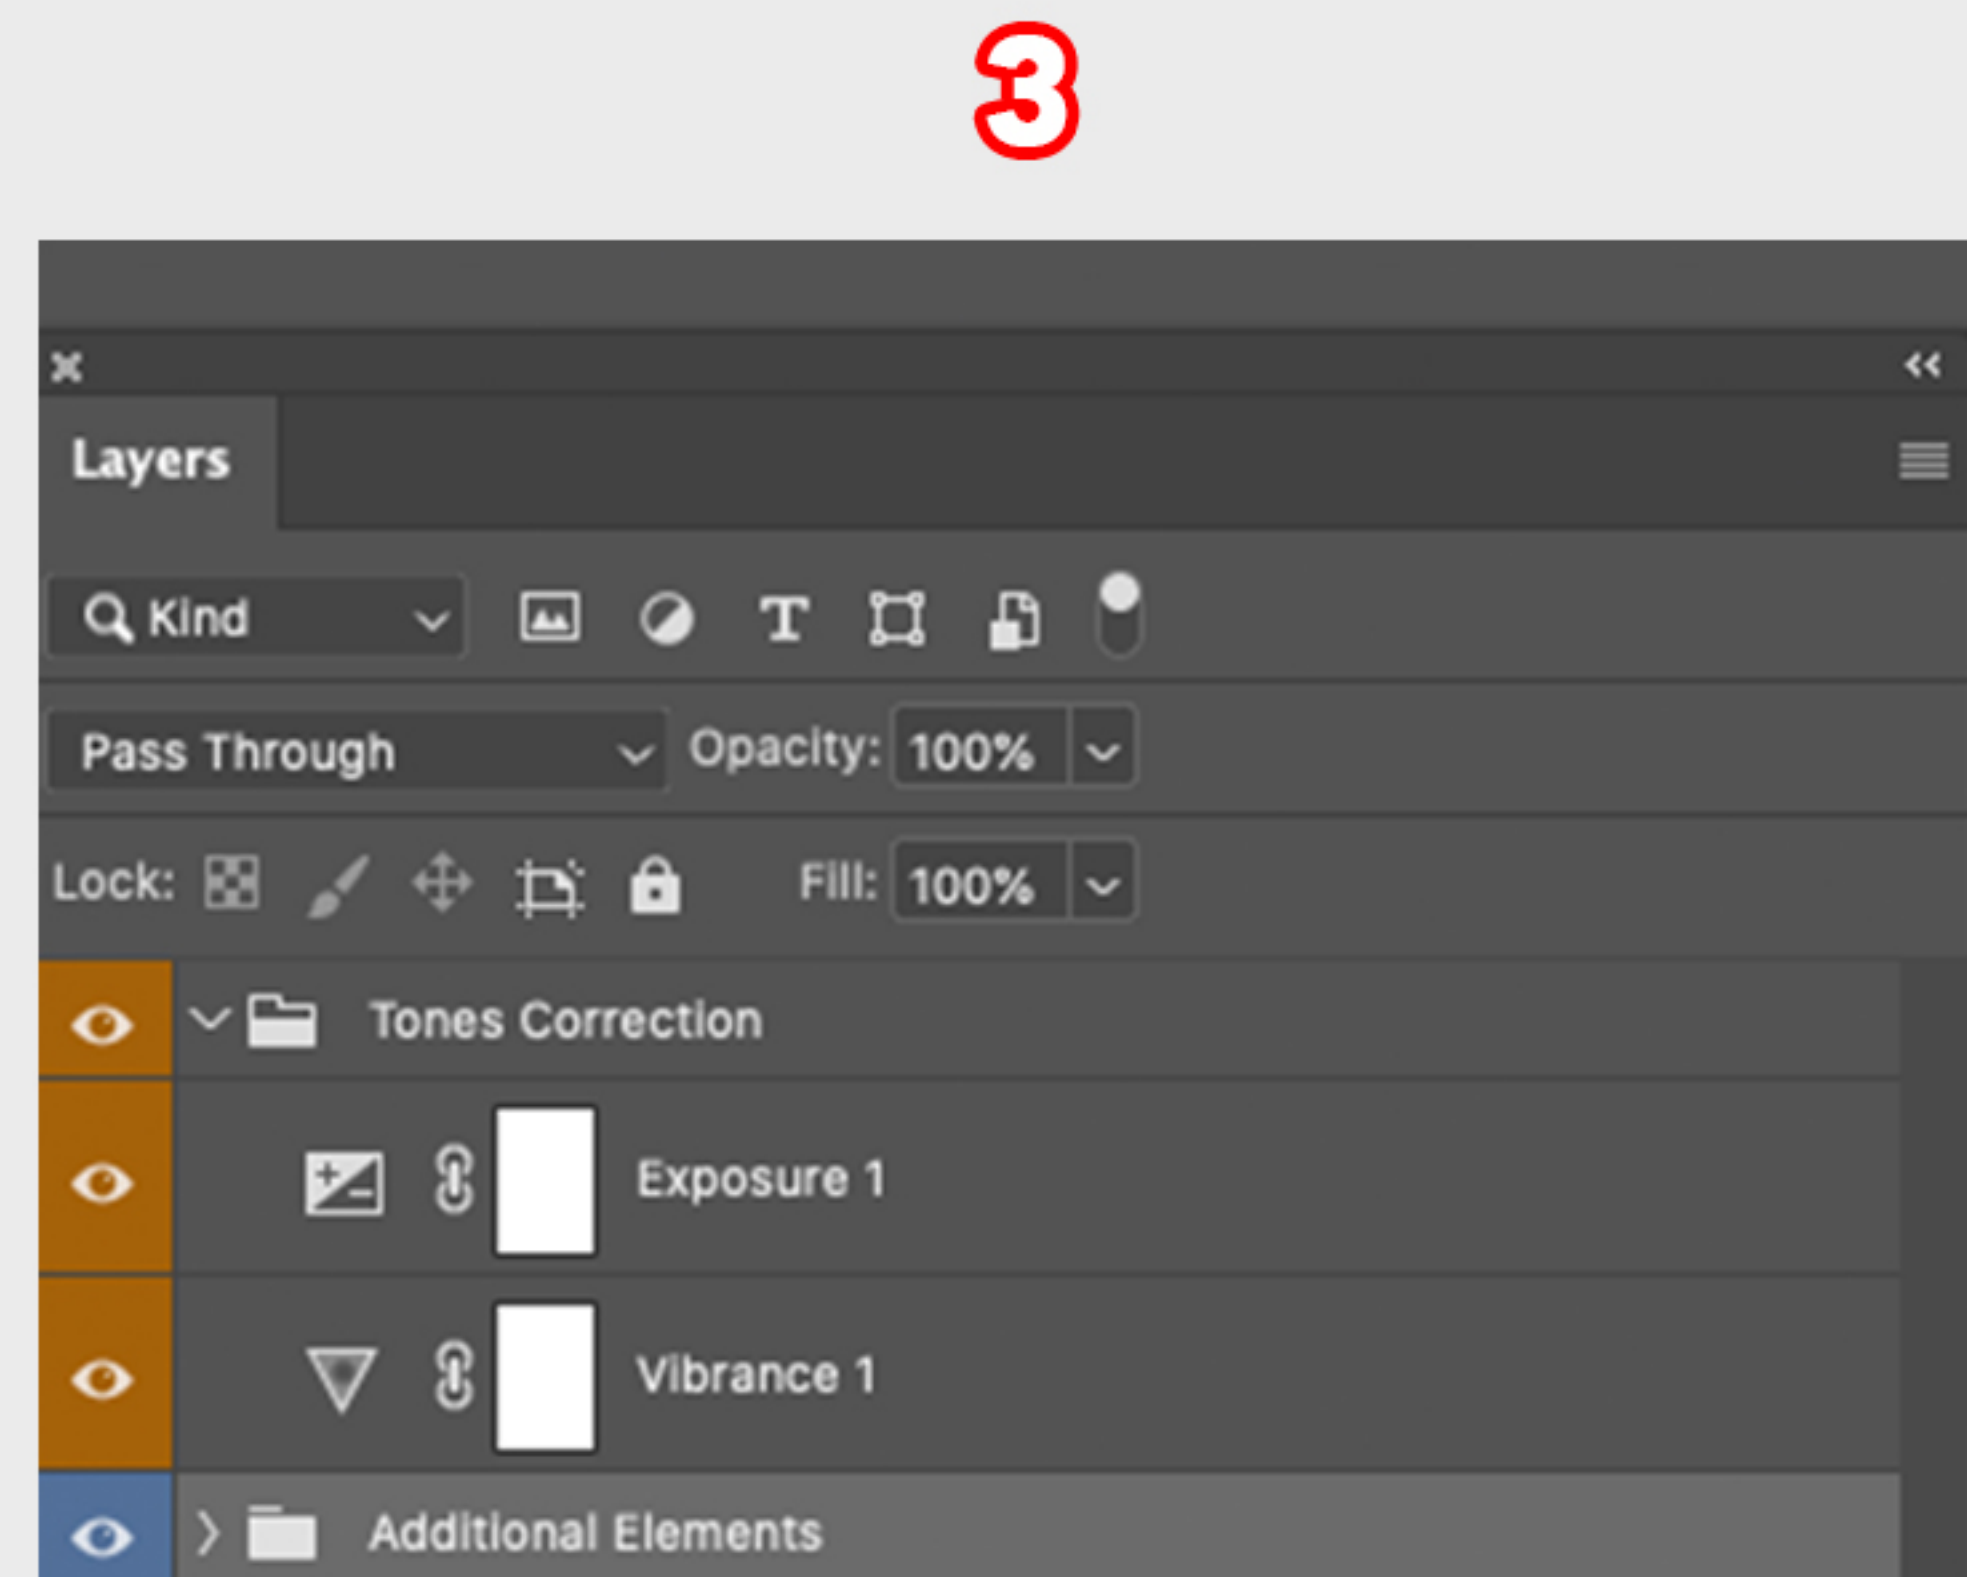 3
Layers
Kind
Pass Through Opacity: 100%
Lock: Fill: 100%
Tones Correction
Exposure 1
Vibrance 1
Additional Elements